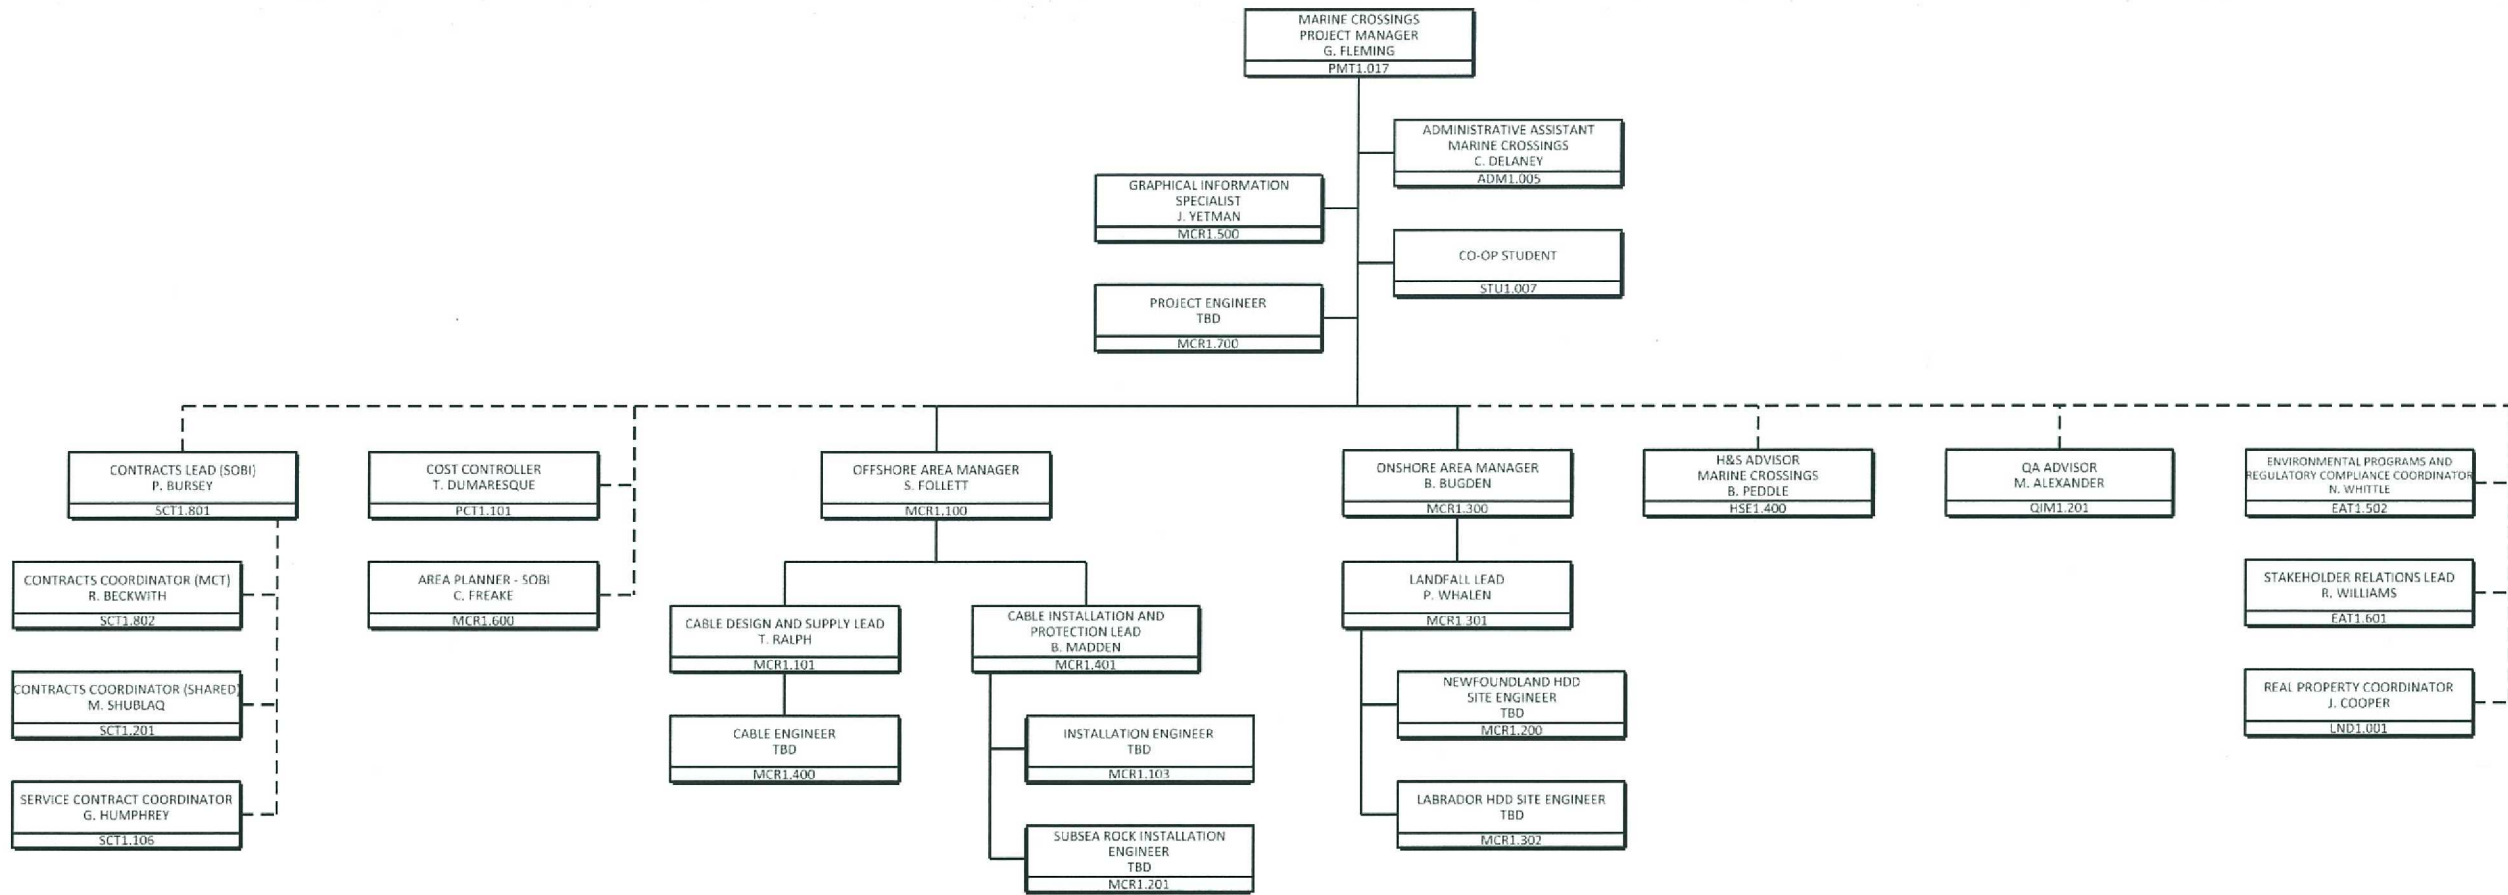 MARINE CROSSINGS
PROJECT MANAGER
G. FLEMING
PMT1.017
ADMINISTRATIVE ASSISTANT
MARINE CROSSINGS
C. DELANEY
ADM1.005
GRAPHICAL INFORMATION
SPECIALIST
J. YETMAN
MCR1.500
CO-OP STUDENT
STU1.007
PROJECT ENGINEER
TBD
MCR1.700
CONTRACTS LEAD (SOBI)
P. BURSEY
SCT1.801
COST CONTROLLER
T. DUMARESQUE
PCT1.101
OFFSHORE AREA MANAGER
S. FOLLETT
MCR1.100
ONSHORE AREA MANAGER
B. BUGDEN
MCR1.300
H&S ADVISOR
MARINE CROSSINGS
B. PEDDLE
HSE1.400
QA ADVISOR
M. ALEXANDER
QIM1.201
ENVIRONMENTAL PROGRAMS AND
REGULATORY COMPLIANCE COORDINATOR
N. WHITTLE
EAT1.502
CONTRACTS COORDINATOR (MCT)
R. BECKWITH
SCT1.802
AREA PLANNER - SOBI
C. FREAKE
MCR1.600
CABLE DESIGN AND SUPPLY LEAD
T. RALPH
MCR1.101
CABLE INSTALLATION AND
PROTECTION LEAD
B. MADDEN
MCR1.401
LANDFALL LEAD
P. WHALEN
MCR1.301
STAKEHOLDER RELATIONS LEAD
R. WILLIAMS
EAT1.601
CONTRACTS COORDINATOR (SHARED)
M. SHUBLAQ
SCT1.201
CABLE ENGINEER
TBD
MCR1.400
INSTALLATION ENGINEER
TBD
MCR1.103
NEWFOUNDLAND HDD
SITE ENGINEER
TBD
MCR1.200
REAL PROPERTY COORDINATOR
J. COOPER
LND1.001
SERVICE CONTRACT COORDINATOR
G. HUMPHREY
SCT1.106
SUBSEA ROCK INSTALLATION
ENGINEER
TBD
MCR1.201
LABRADOR HDD SITE ENGINEER
TBD
MCR1.302